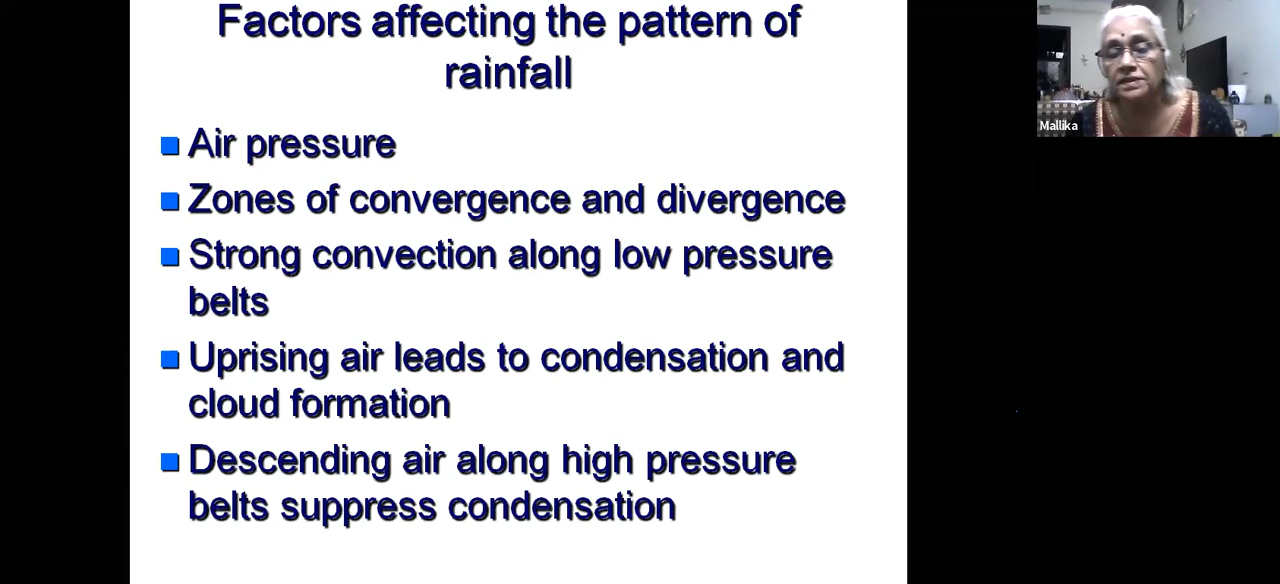 Factors affecting the pattern of
rainfall
Air pressure
Zones of convergence and divergence
Strong convection along low pressure
belts
Uprising air leads to condensation and
cloud formation
Descending air along high pressure
belts suppress condensation
Mallika